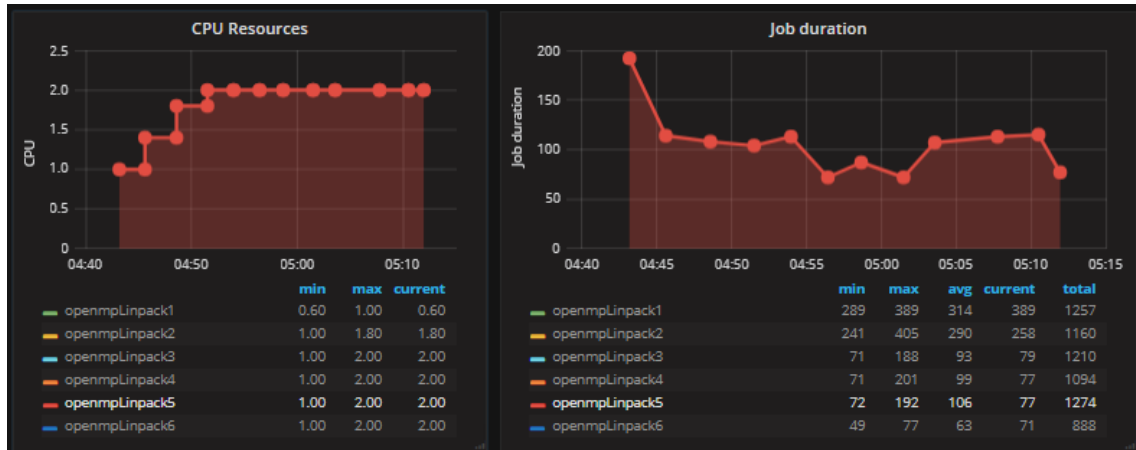 CPU Resources
2.5
2.0
1.5
1.0
0.5
0
CPU
04:40 04:50 05:00 05:10
min max current
openmpLinpack1 0.60 1.00 0.60
openmpLinpack2 1.00 1.80 1.80
openmpLinpack3 1.00 2.00 2.00
openmpLinpack4 1.00 2.00 2.00
openmpLinpack5 1.00 2.00 2.00
openmpLinpack6 1.00 2.00 2.00
Job duration
200
150
100
50
0
Job duration
04:40 04:45 04:50 04:55 05:00 05:05 05:10 05:15
min max avg current total
openmpLinpack1 289 389 314 389 1257
openmpLinpack2 241 405 290 258 1160
openmpLinpack3 71 188 93 79 1210
openmpLinpack4 71 201 99 77 1094
openmpLinpack5 72 192 106 77 1274
openmpLinpack6 49 77 63 71 888